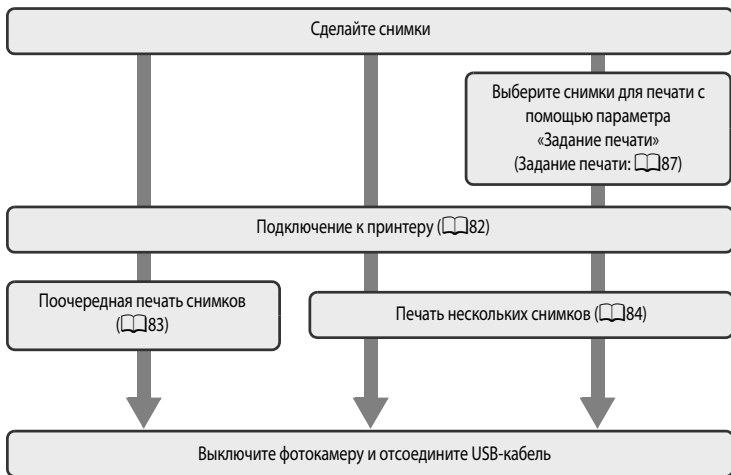 Сделайте снимки
Выберите снимки для печати с
помощью параметра
«Задание печати»
(Задание печати: 87)
Подключение к принтеру (82)
Поочередная печать снимков
(83)
Печать нескольких снимков (84)
Выключите фотокамеру и отсоедините USB-кабель